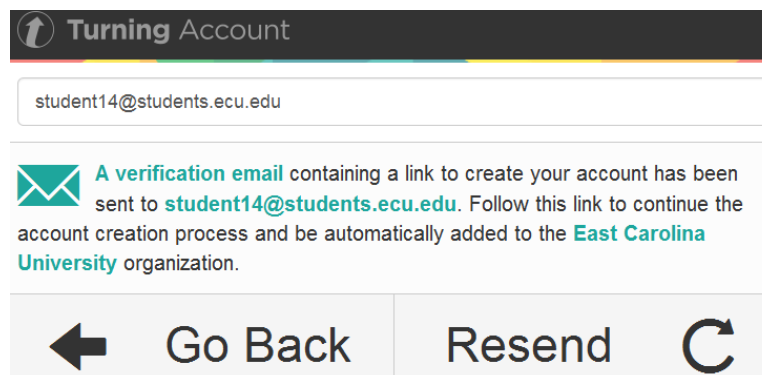 Turning Account
student14@students.ecu.edu
A verification email containing a link to create your account has been
sent to student14@students.ecu.edu. Follow this link to continue the
account creation process and be automatically added to the East Carolina
University organization.
Go Back Resend